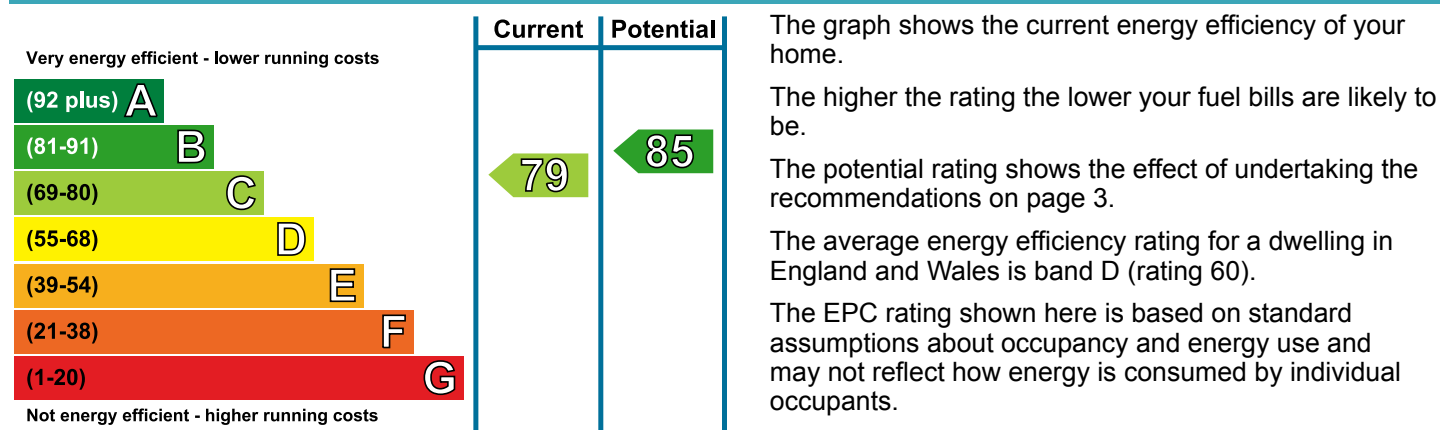 Current Potential
Very energy efficient - lower running costs
(92 plus) A
(81-91) B
(69-80) C
(55-68) D
(39-54) E
(21-38) F
(1-20) G
Not energy efficient - higher running costs
79
85
The graph shows the current energy efficiency of your
home.
The higher the rating the lower your fuel bills are likely to
be.
The potential rating shows the effect of undertaking the
recommendations on page 3.
The average energy efficiency rating for a dwelling in
England and Wales is band D (rating 60).
The EPC rating shown here is based on standard
assumptions about occupancy and energy use and
may not reflect how energy is consumed by individual
occupants.